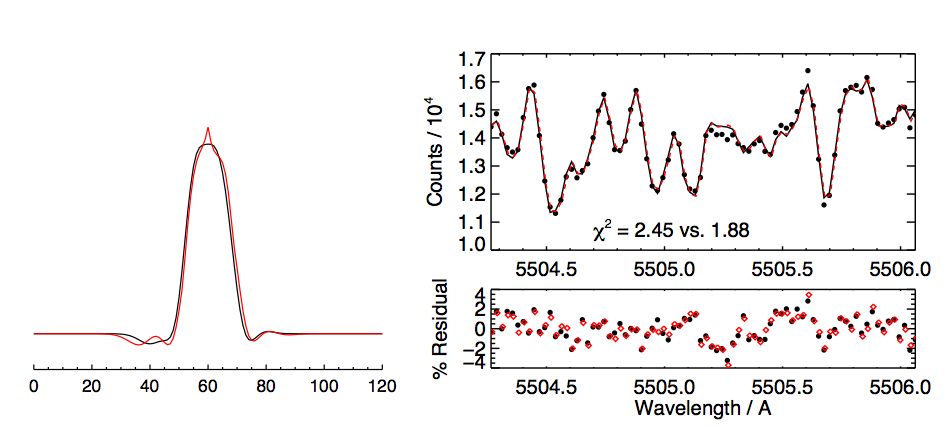 0 20 40 60 80 100 120
Counts / 10⁴
1.7
1.6
1.5
1.4
1.3
1.2
1.1
1.0
χ² = 2.45 vs. 1.88
5504.5 5505.0 5505.5 5506.0
% Residual
4
2
0
−2
−4
5504.5 5505.0 5505.5 5506.0
Wavelength / A